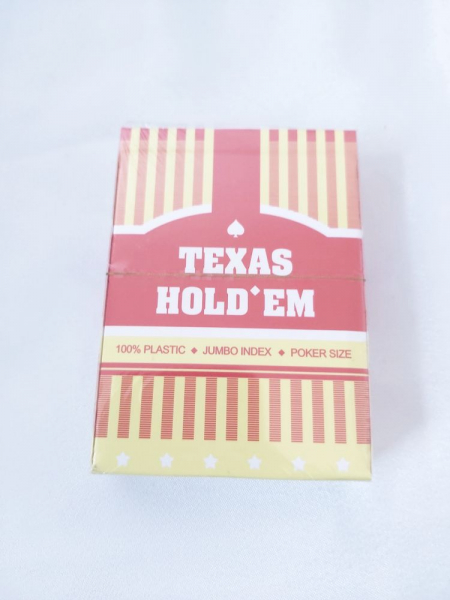 TEXAS
HOLD'EM
100% PLASTIC ◆ JUMBO INDEX ◆ POKER SIZE